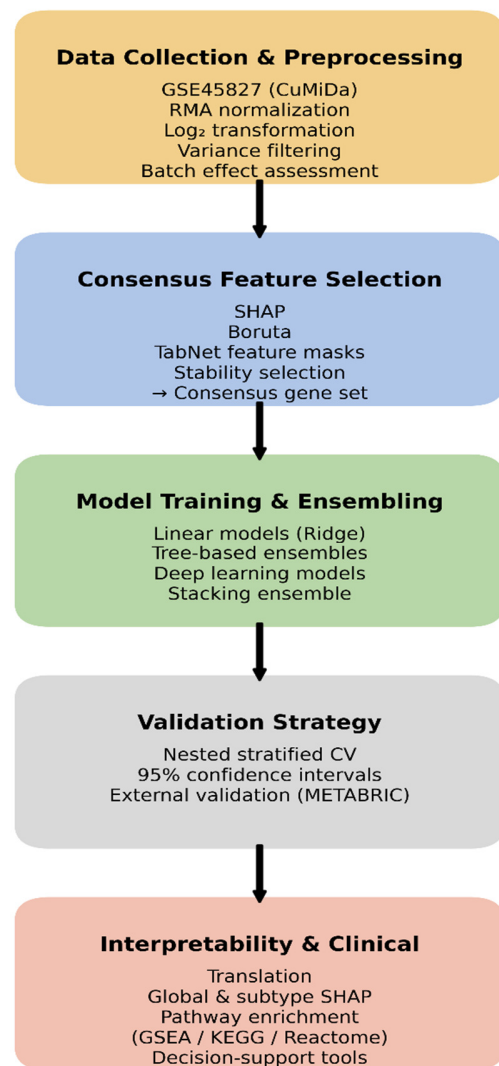 Data Collection & Preprocessing
GSE45827 (CuMiDa)
RMA normalization
Log₂ transformation
Variance filtering
Batch effect assessment
Consensus Feature Selection
SHAP
Boruta
TabNet feature masks
Stability selection
→ Consensus gene set
Model Training & Ensembling
Linear models (Ridge)
Tree-based ensembles
Deep learning models
Stacking ensemble
Validation Strategy
Nested stratified CV
95% confidence intervals
External validation (METABRIC)
Interpretability & Clinical
Translation
Global & subtype SHAP
Pathway enrichment
(GSEA / KEGG / Reactome)
Decision-support tools